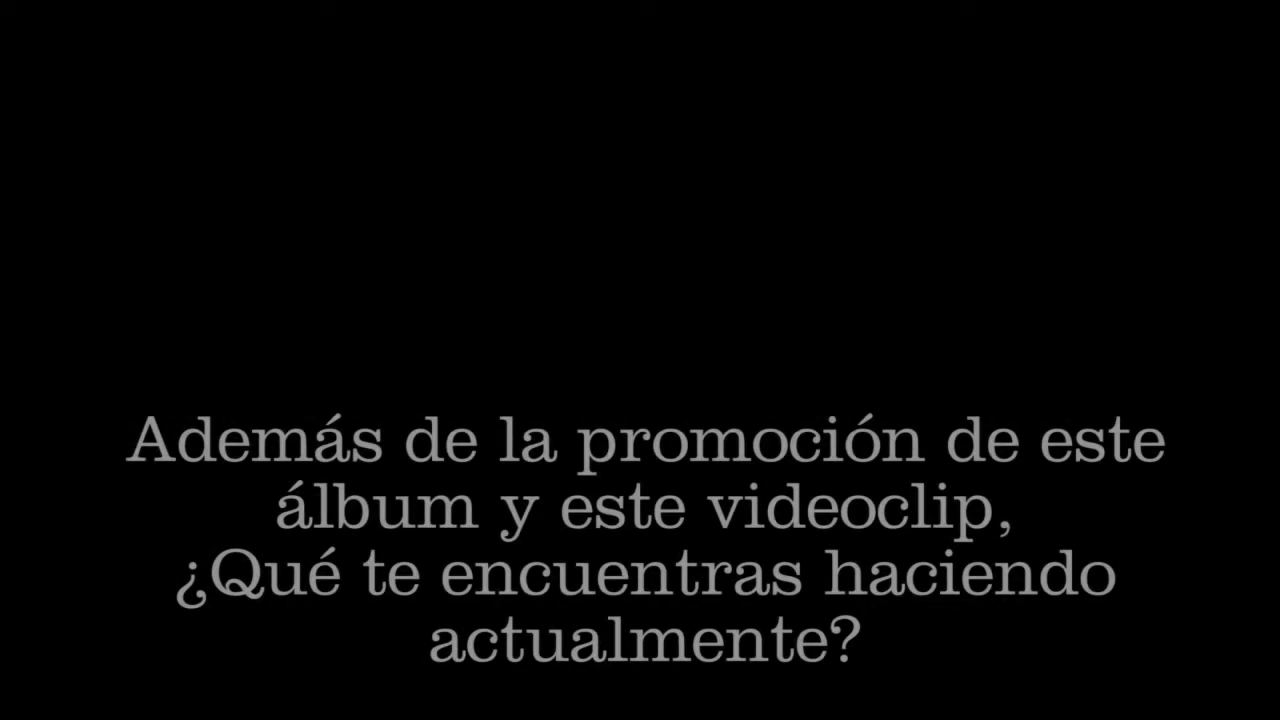 Además de la promoción de este
álbum y este videoclip,
¿Qué te encuentras haciendo
actualmente?